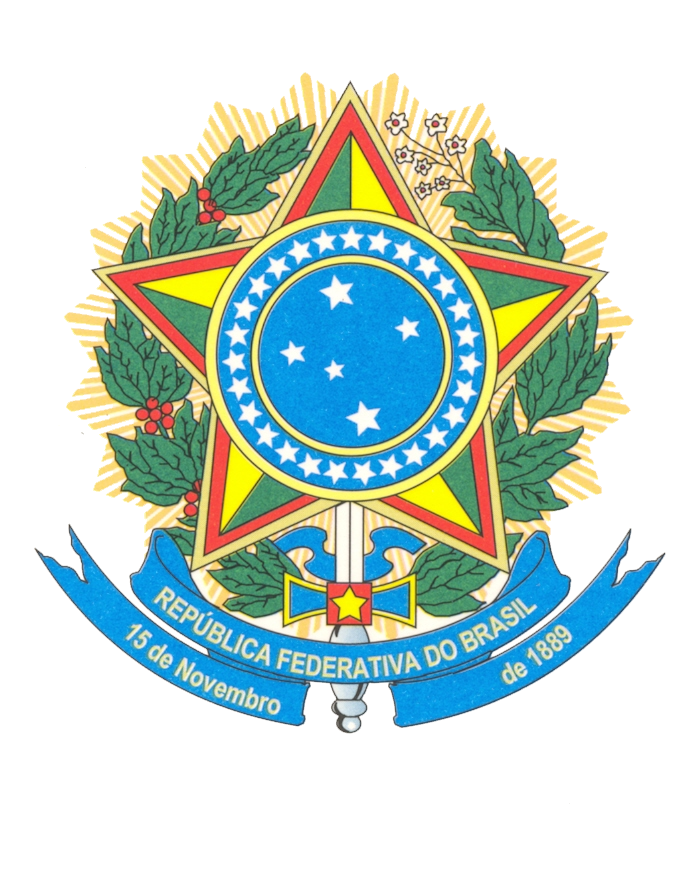 REPÚBLICA FEDERATIVA DO BRASIL
15 de Novembro
de 1889